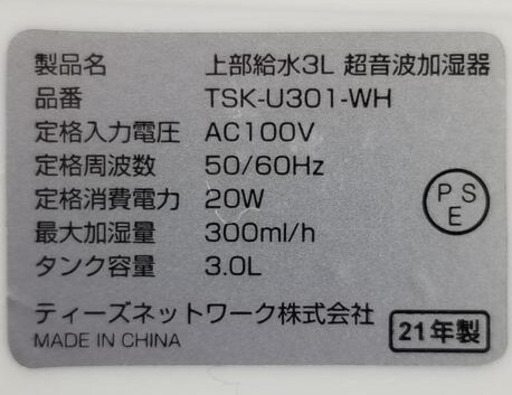 製品名 上部給水3L 超音波加湿器
品番 TSK-U301-WH
定格入力電圧 AC100V
定格周波数 50/60Hz
定格消費電力 20W
最大加湿量 300ml/h
タンク容量 3.0L
PSE
ティーズネットワーク株式会社
MADE IN CHINA
21年製